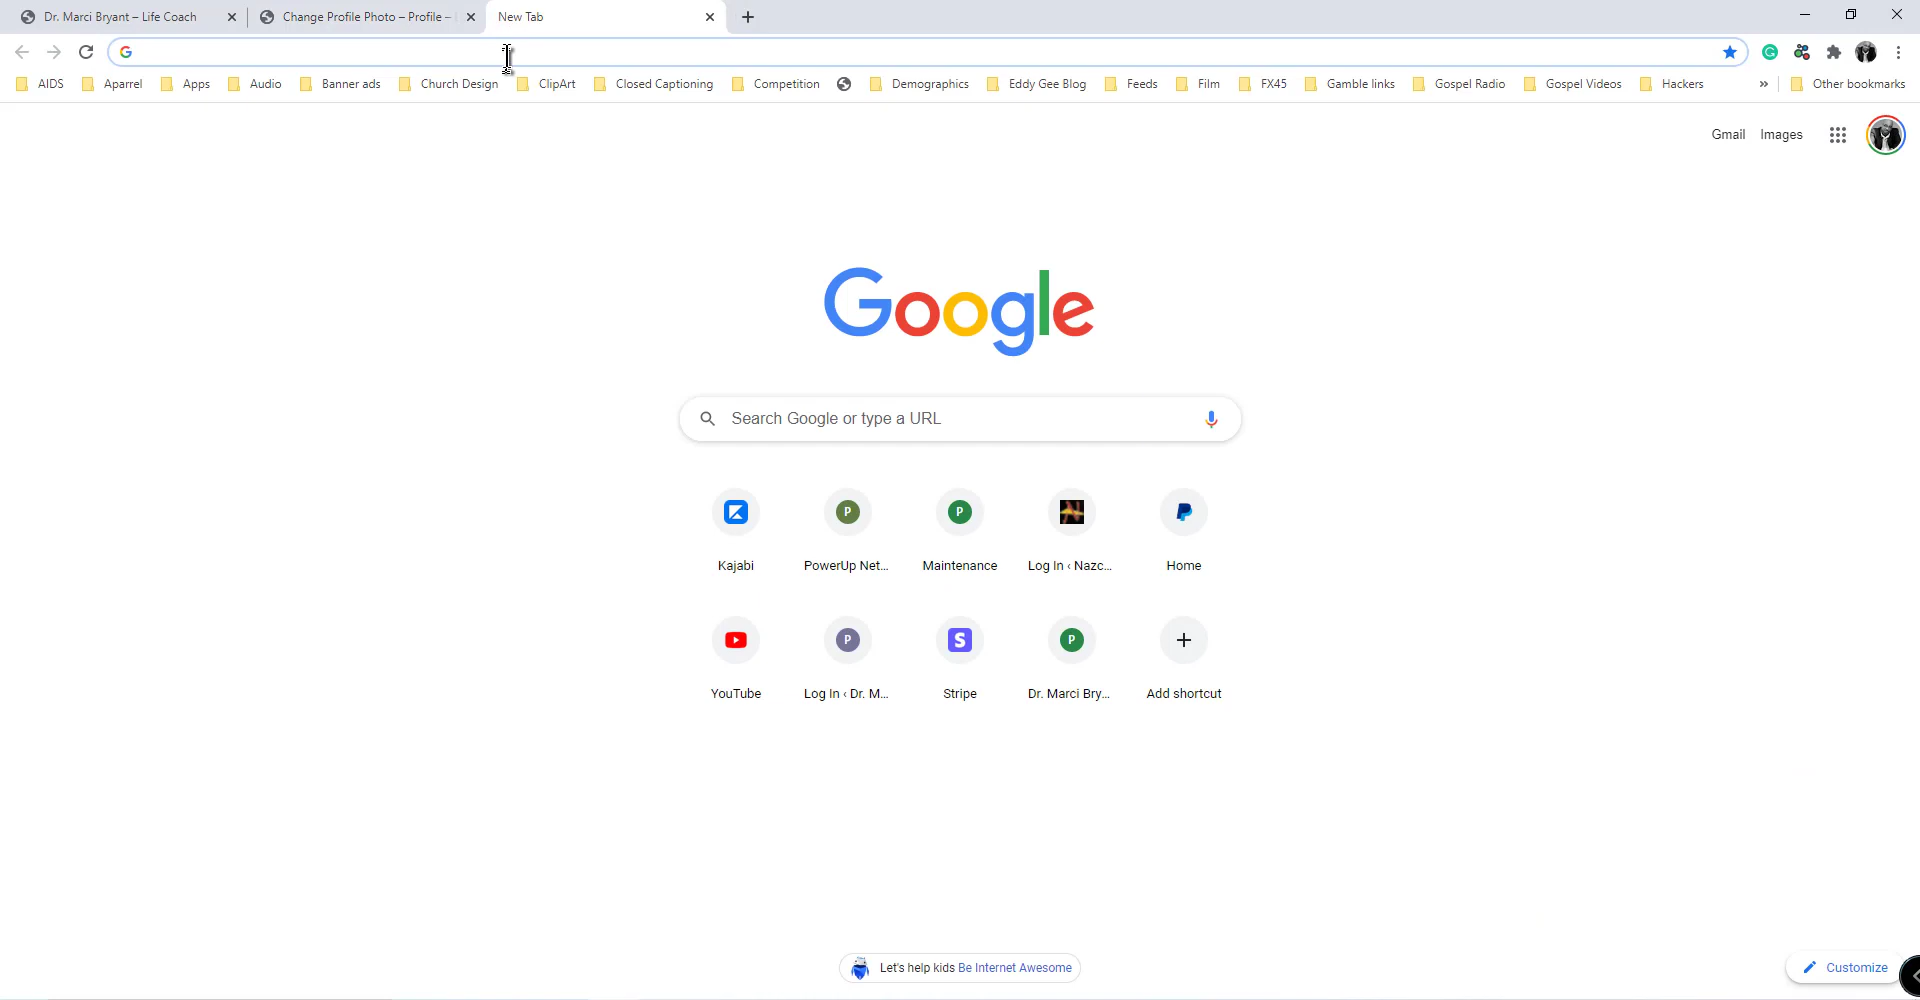 Dr. Marci Bryant – Life Coach
Change Profile Photo – Profile –
New Tab
AIDS
Aparrel
Apps
Audio
Banner ads
Church Design
ClipArt
Closed Captioning
Competition
Demographics
Eddy Gee Blog
Feeds
Film
FX45
Gamble links
Gospel Radio
Gospel Videos
Hackers
»
Other bookmarks
Gmail
Images
Google
Search Google or type a URL
P
P
Kajabi
PowerUp Net...
Maintenance
Log In ‹ Nazc...
Home
P
S
P
YouTube
Log In ‹ Dr. M...
Stripe
Dr. Marci Bry...
Add shortcut
Let's help kids Be Internet Awesome
Customize